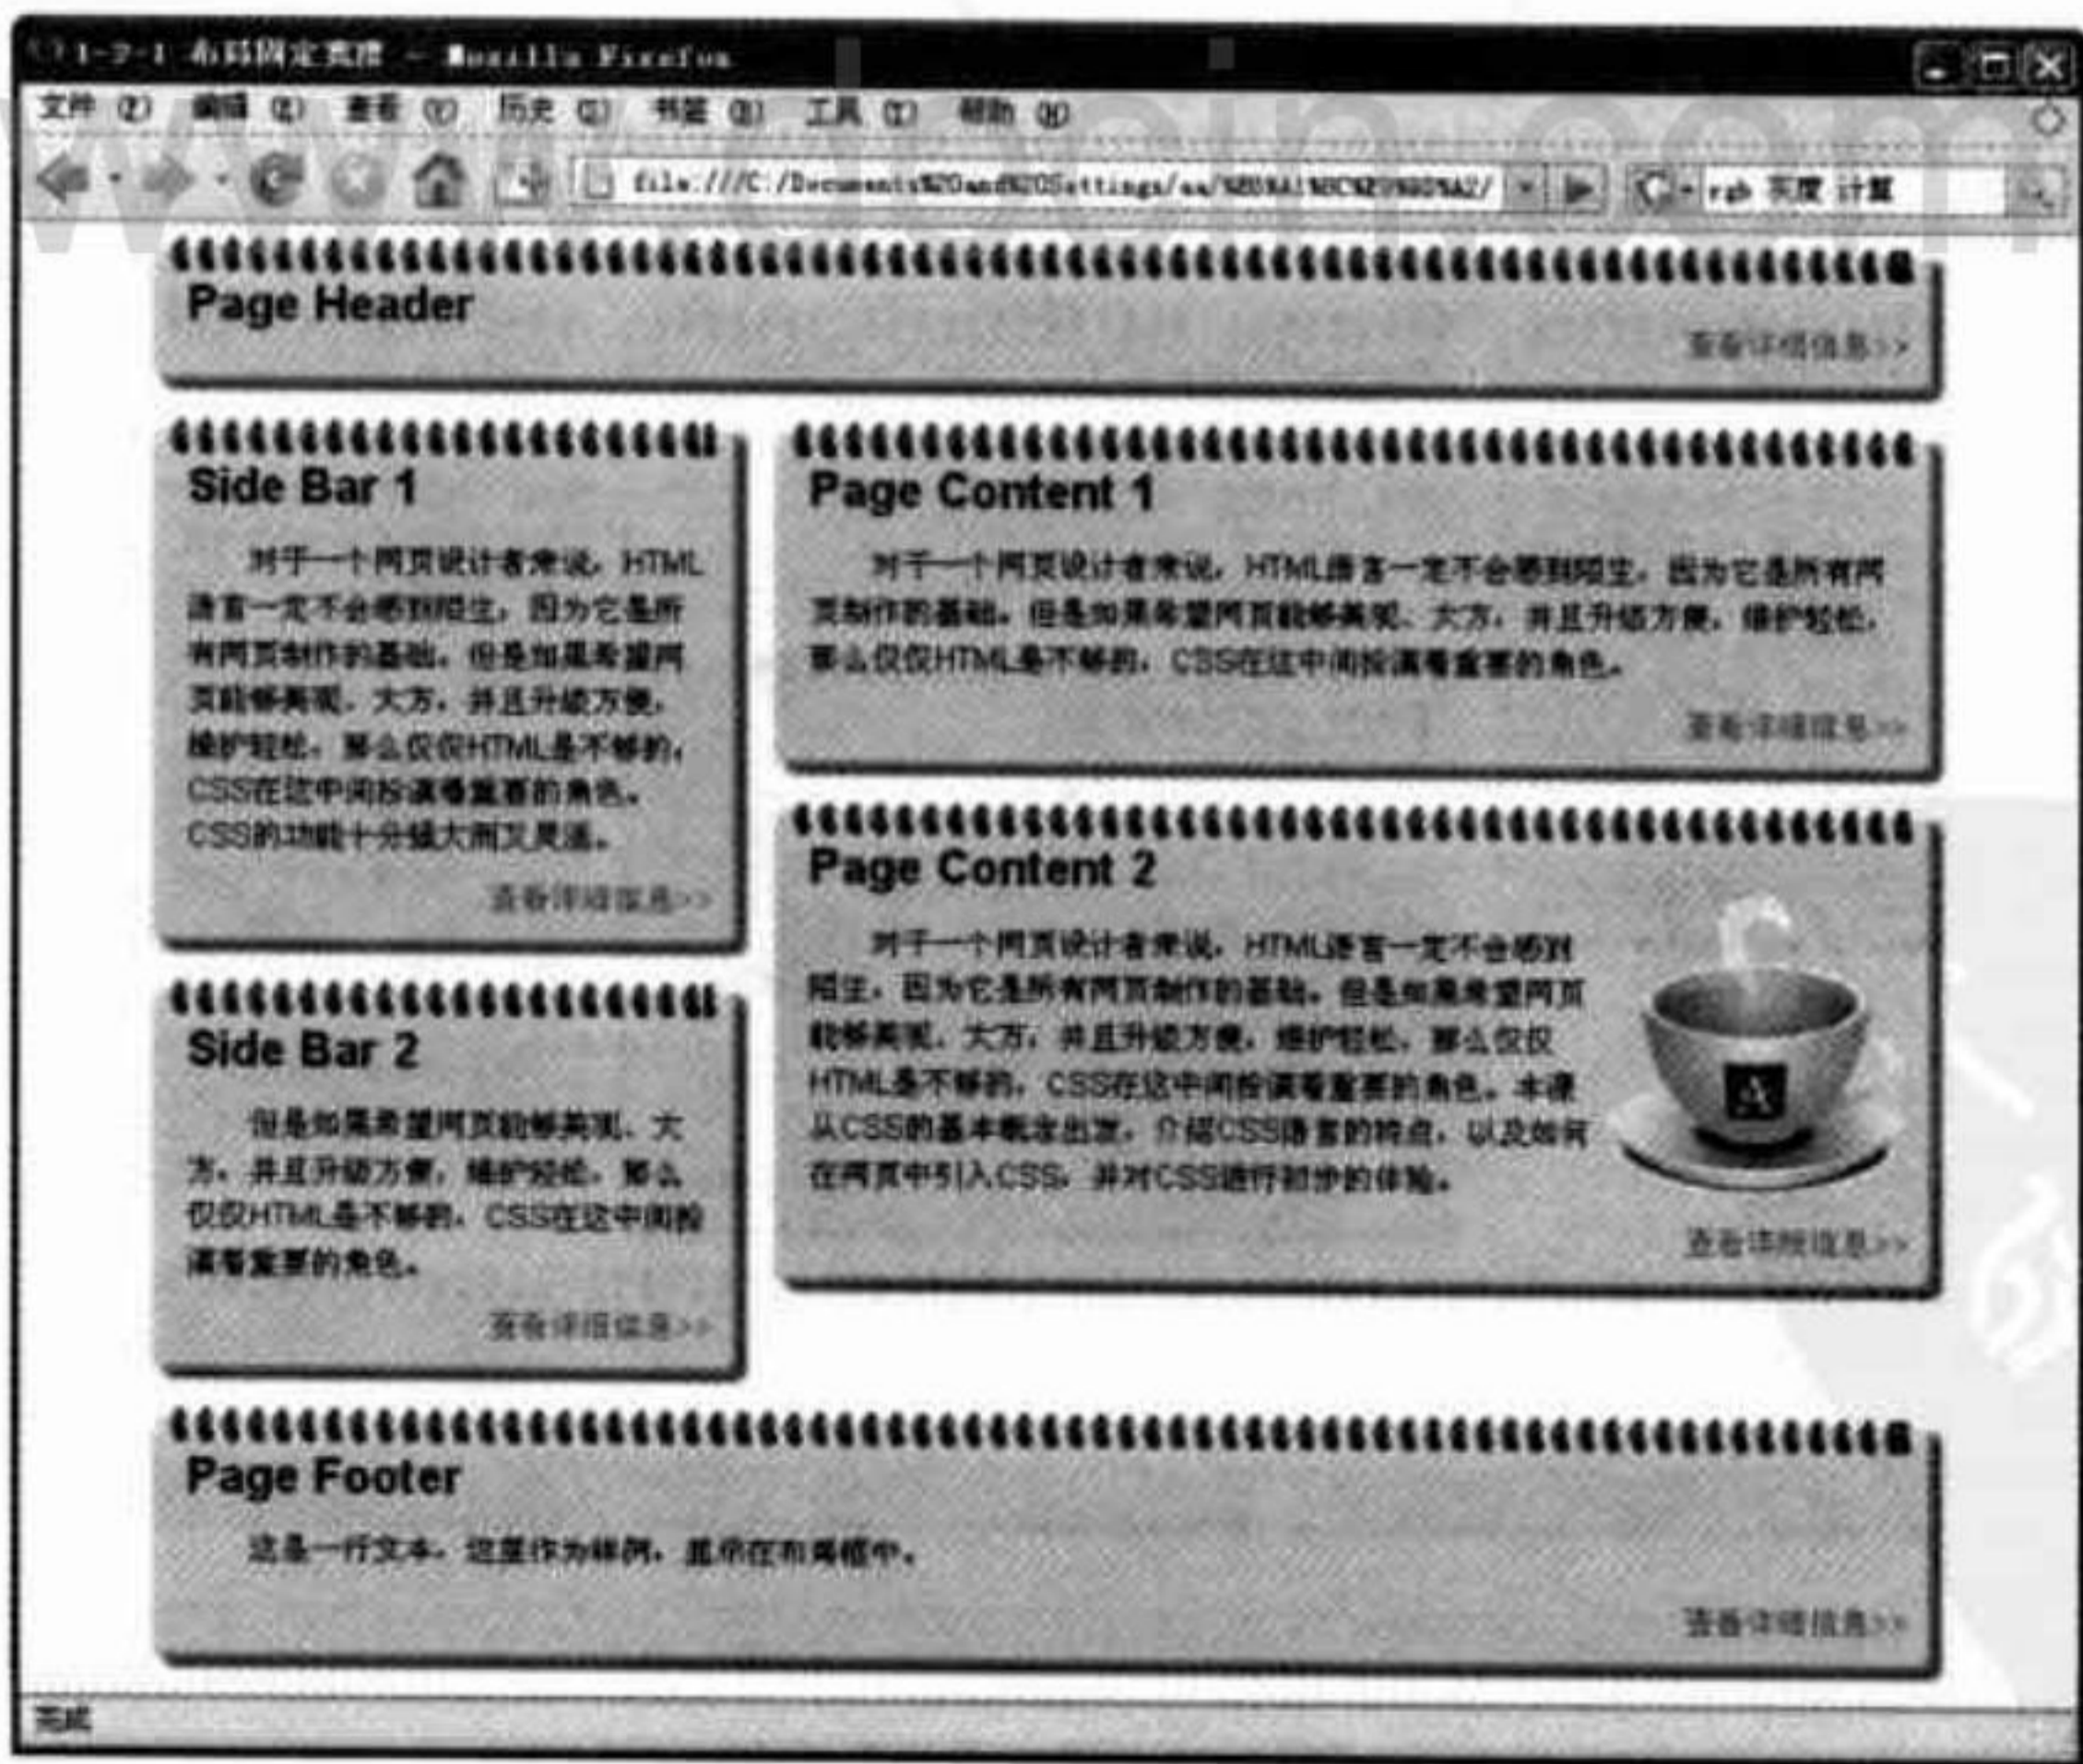 1-2-1 布局固定宽度 - Mozilla Firefox
文件 (F) 编辑 (E) 查看 (V) 历史 (S) 书签 (B) 工具 (T) 帮助 (H)
file:///C:/Documents%20and%20Settings/aa/
rgb 灰度 计算
Page Header
查看详细信息>>
Side Bar 1
对于一个网页设计者来说，HTML
语言一定不会感到陌生，因为它是所
有网页制作的基础。但是如果希望网
页能够美观、大方，并且升级方便，
维护轻松，那么仅仅HTML是不够的，
CSS在这中间扮演着重要的角色。
CSS的功能十分强大而又灵活。
查看详细信息>>
Side Bar 2
但是如果希望网页能够美观、大
方，并且升级方便，维护轻松，那么
仅仅HTML是不够的，CSS在这中间扮
演着重要的角色。
查看详细信息>>
Page Content 1
对于一个网页设计者来说，HTML语言一定不会感到陌生，因为它是所有网
页制作的基础。但是如果希望网页能够美观、大方，并且升级方便，维护轻松，
那么仅仅HTML是不够的，CSS在这中间扮演着重要的角色。
查看详细信息>>
Page Content 2
对于一个网页设计者来说，HTML语言一定不会感到
陌生，因为它是所有网页制作的基础。但是如果希望网页
能够美观、大方，并且升级方便，维护轻松，那么仅仅
HTML是不够的，CSS在这中间扮演着重要的角色。本课
从CSS的基本概念出发，介绍CSS语言的特点，以及如何
在网页中引入CSS，并对CSS进行初步的体验。
A
查看详细信息>>
Page Footer
这是一行文本，这里作为样例，显示在布局框中。
查看详细信息>>
完成